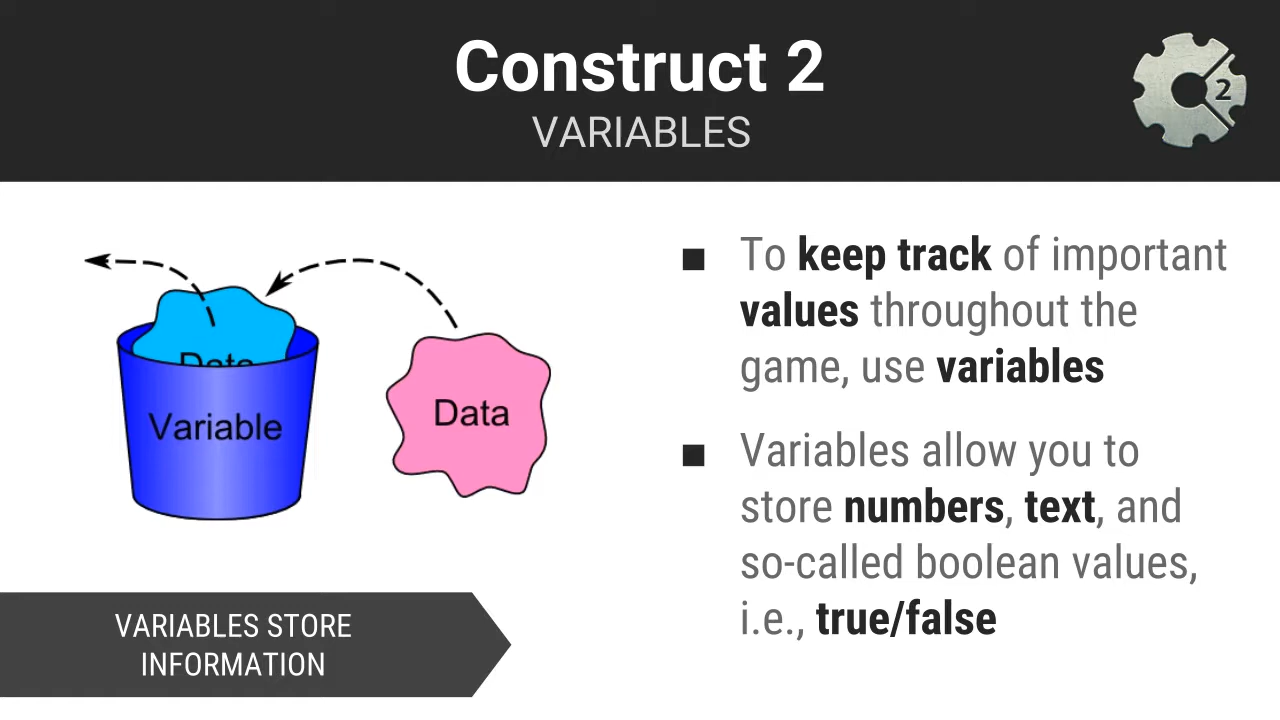 Construct 2
VARIABLES
2
Data
Variable
Data
■ To keep track of important
values throughout the
game, use variables
■ Variables allow you to
store numbers, text, and
so-called boolean values,
i.e., true/false
VARIABLES STORE
INFORMATION